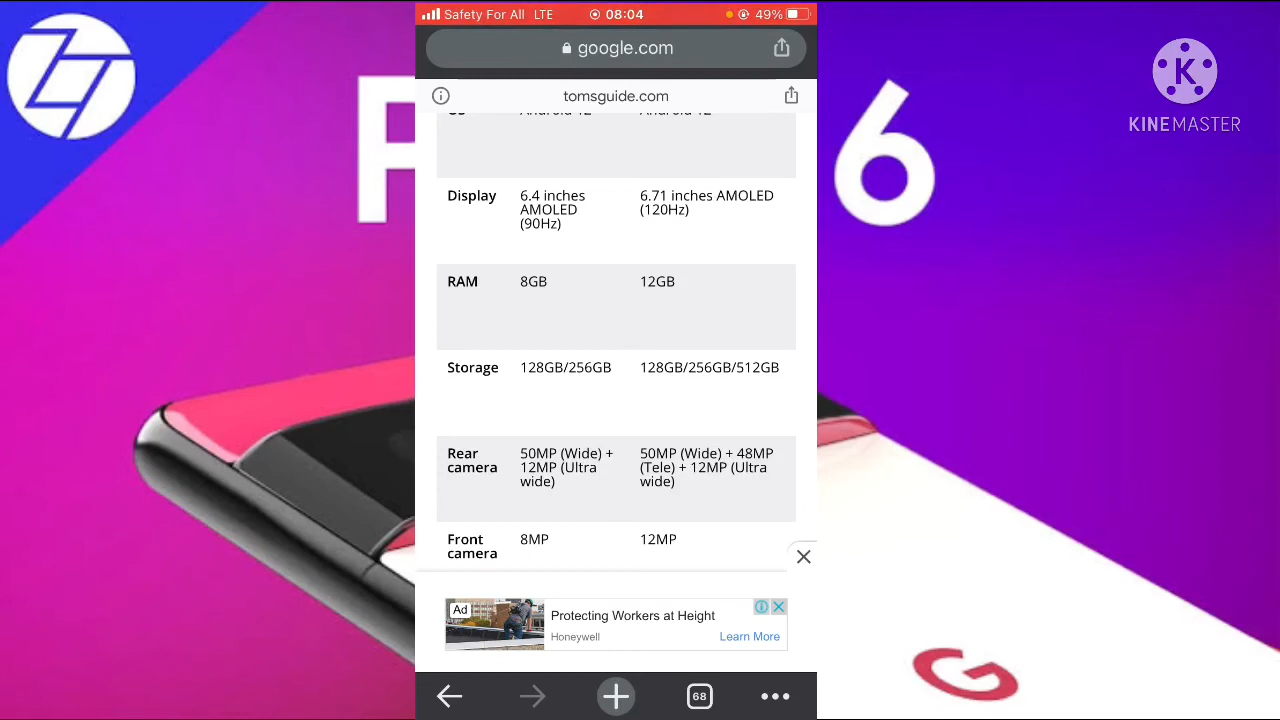 Safety For All LTE 08:04 49%
google.com
tomsguide.com
Display 6.4 inches AMOLED (90Hz) 6.71 inches AMOLED (120Hz)
RAM 8GB 12GB
Storage 128GB/256GB 128GB/256GB/512GB
Rear camera 50MP (Wide) + 12MP (Ultra wide) 50MP (Wide) + 48MP (Tele) + 12MP (Ultra wide)
Front camera 8MP 12MP
Ad
Protecting Workers at Height
Honeywell Learn More
68
P 6
K
KINEMASTER
G